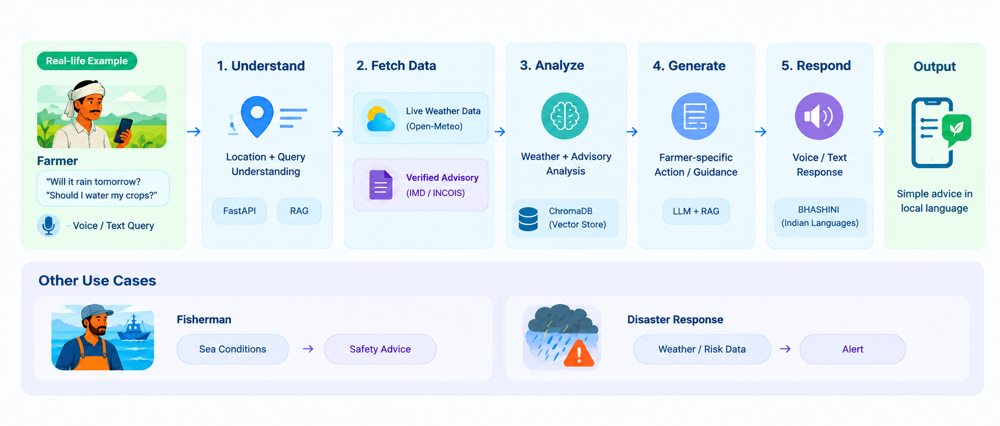 Real-life Example
Farmer
“Will it rain tomorrow?
“Should I water my crops?”
Voice / Text Query
1. Understand
Location + Query
Understanding
FastAPI
RAG
2. Fetch Data
Live Weather Data
(Open-Meteo)
Verified Advisory
(IMD / INCOIS)
3. Analyze
Weather + Advisory
Analysis
ChromaDB
(Vector Store)
4. Generate
Farmer-specific
Action / Guidance
LLM + RAG
5. Respond
Voice / Text
Response
BHASHINI
(Indian Languages)
Output
Simple advice in
local language
Other Use Cases
Fisherman
Sea Conditions
Safety Advice
Disaster Response
Weather / Risk Data
Alert